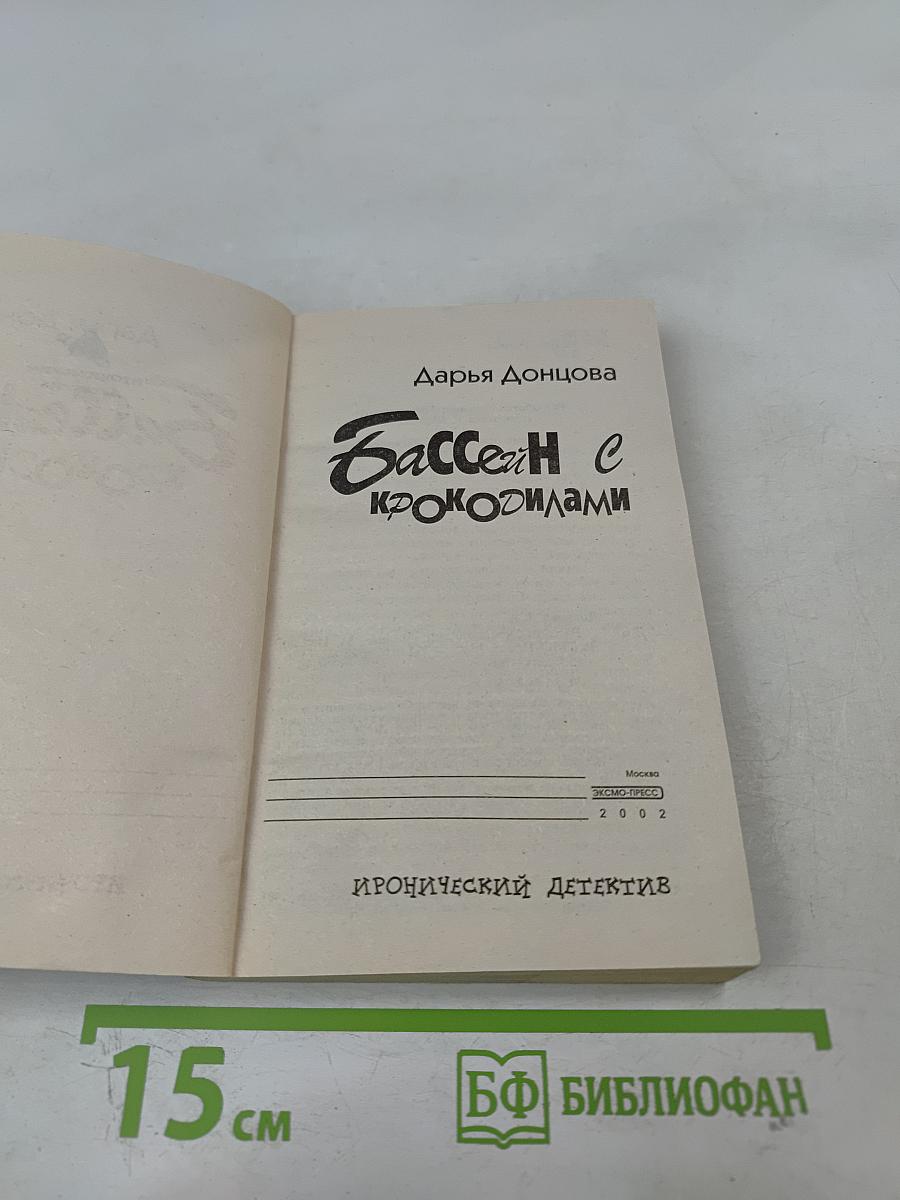 Дарья Донцова
Бассейн с
крокодилами
Москва
ЭКСМО-ПРЕСС
2002
ИРОНИЧЕСКИЙ ДЕТЕКТИВ
15 см
БФ БИБЛИОФАН